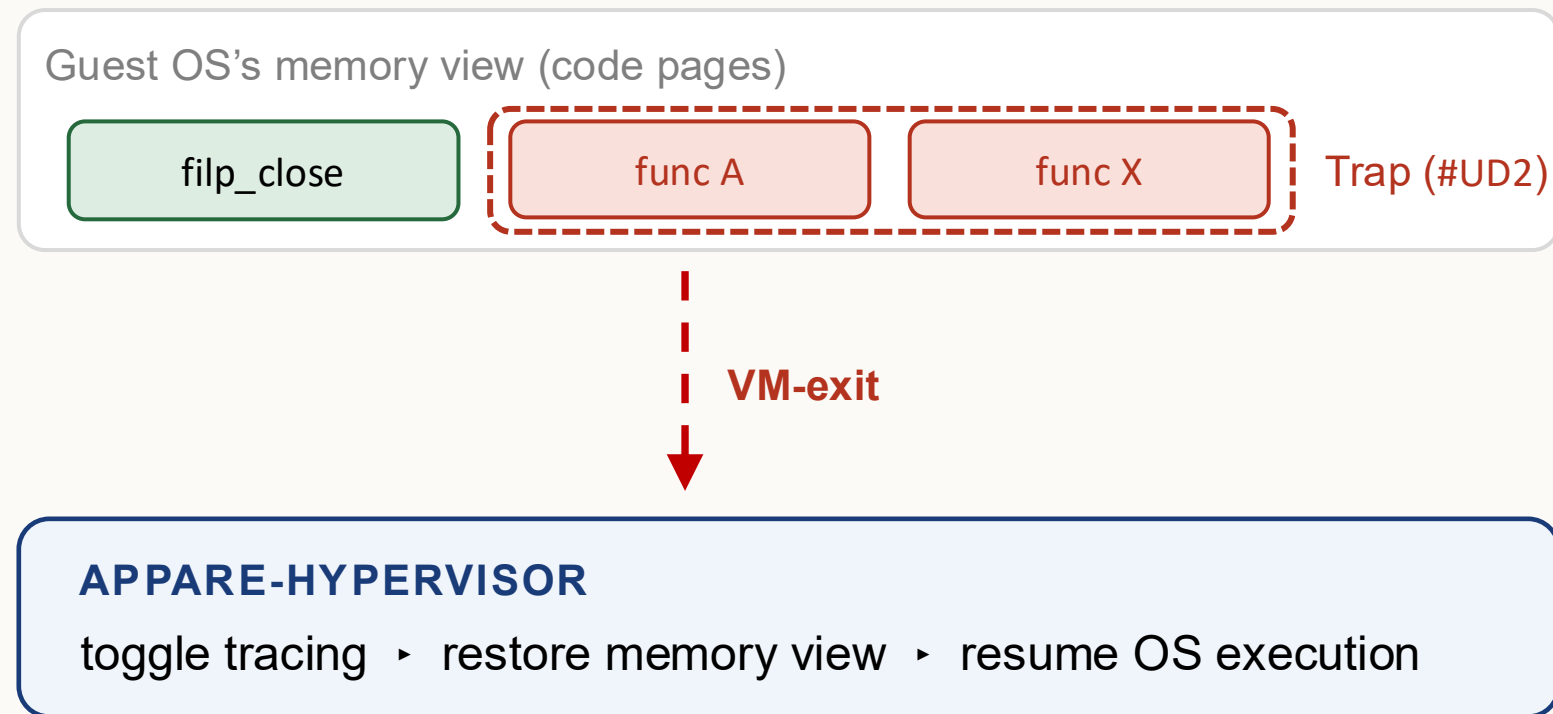 Guest OS’s memory view (code pages)
filp_close func A func X Trap (#UD2)
VM-exit
APPARE-HYPERVISOR
toggle tracing ‣ restore memory view ‣ resume OS execution